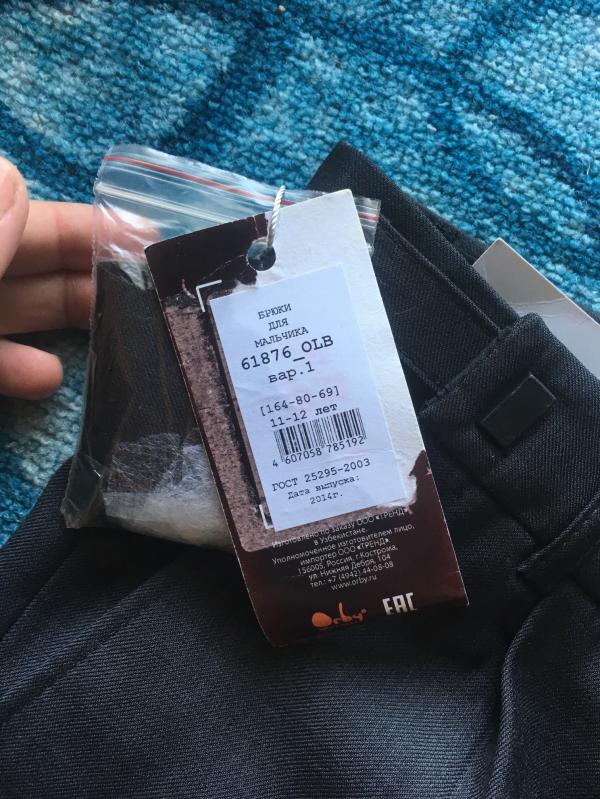 БРЮКИ
ДЛЯ
МАЛЬЧИКА
61876_OLB
вар.1
[164-80-69]
11-12 лет
4 607058 785192
ГОСТ 25295-2003
Дата выпуска:
2014г.
Изготовлено по заказу ООО «ТРЕНД»
в Узбекистане.
Уполномоченное изготовителем лицо,
импортер ООО «ТРЕНД»,
156005, Россия, г.Кострома,
ул. Нижняя Дебря, 104
тел.: +7 (4942) 44-08-08
www.orby.ru
Orby®
EAC